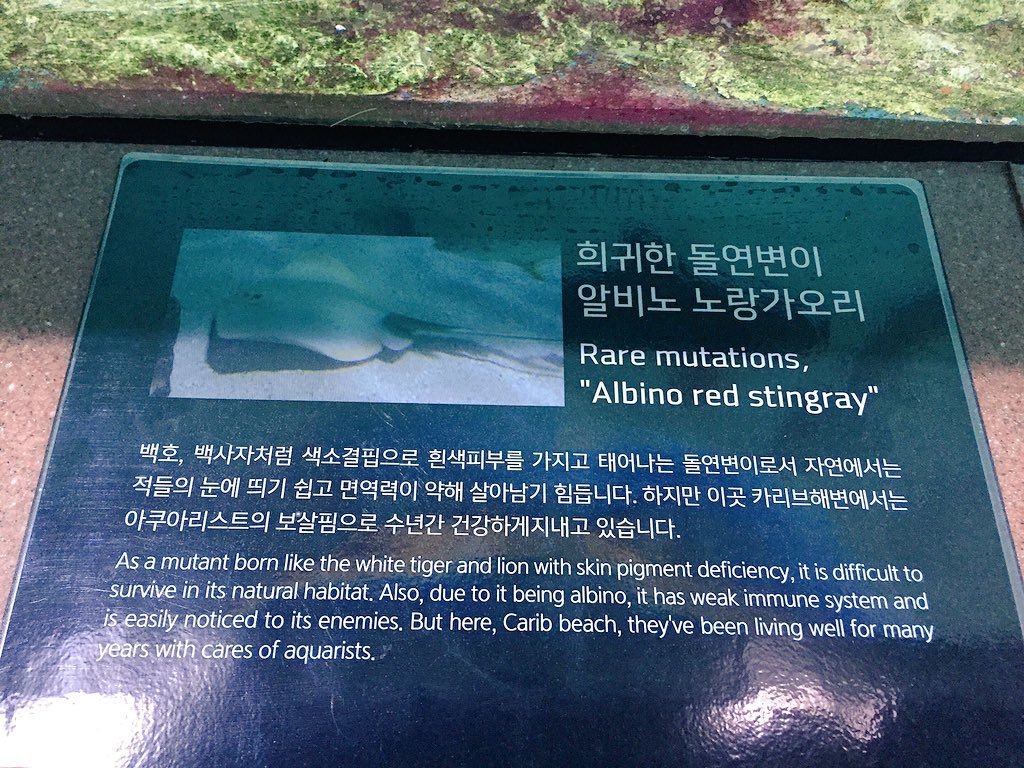 희귀한 돌연변이
알비노 노랑가오리
Rare mutations,
"Albino red stingray"
백호, 백사자처럼 색소결핍으로 흰색피부를 가지고 태어나는 돌연변이로서 자연에서는
적들의 눈에 띄기 쉽고 면역력이 약해 살아남기 힘듭니다. 하지만 이곳 카리브해변에서는
아쿠아리스트의 보살핌으로 수년간 건강하게지내고 있습니다.
As a mutant born like the white tiger and lion with skin pigment deficiency, it is difficult to
survive in its natural habitat. Also, due to it being albino, it has weak immune system and
is easily noticed to its enemies. But here, Carib beach, they've been living well for many
years with cares of aquarists.